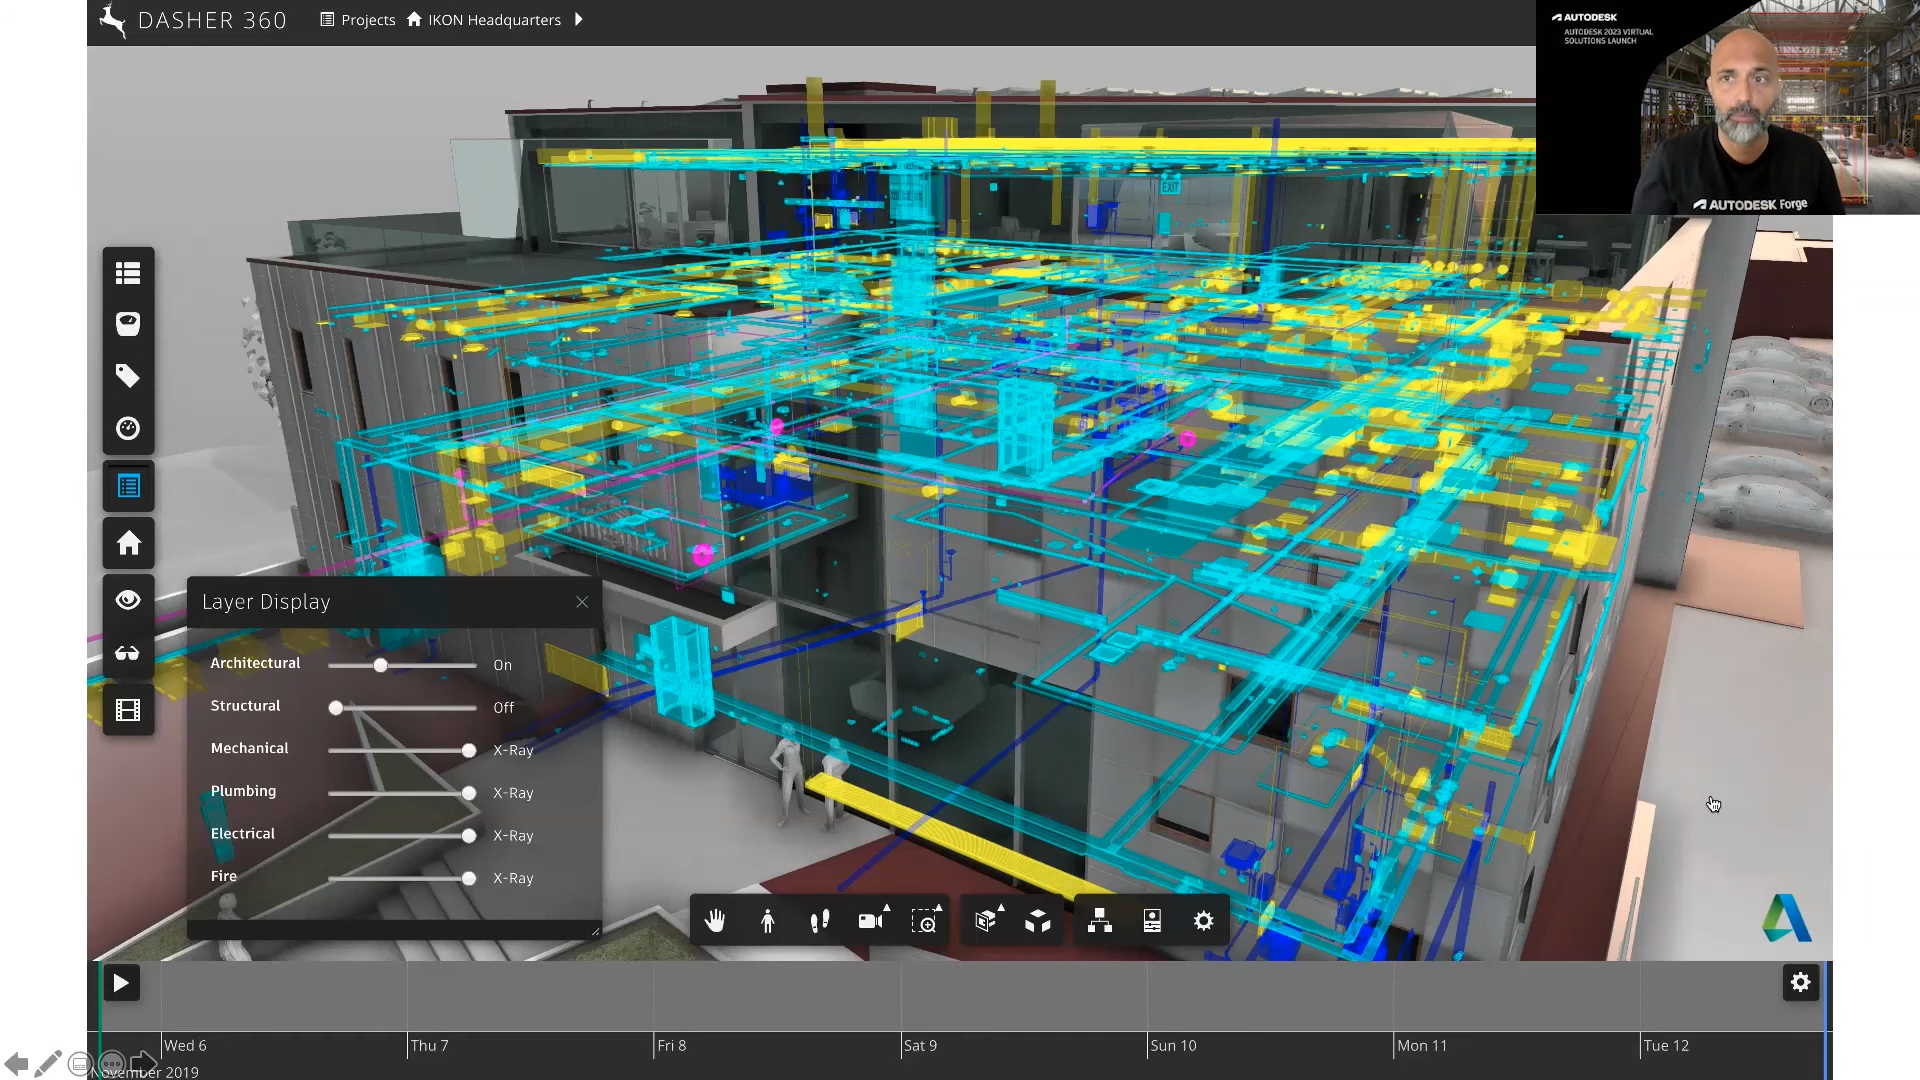 DASHER 360
Projects
IKON Headquarters
AUTODESK
AUTODESK 2023 VIRTUAL
SOLUTIONS LAUNCH
AUTODESK Forge
EXIT
Layer Display
Architectural
On
Structural
Off
Mechanical
X-Ray
Plumbing
X-Ray
Electrical
X-Ray
Fire
X-Ray
Wed 6
Thu 7
Fri 8
Sat 9
Sun 10
Mon 11
Tue 12
November 2019